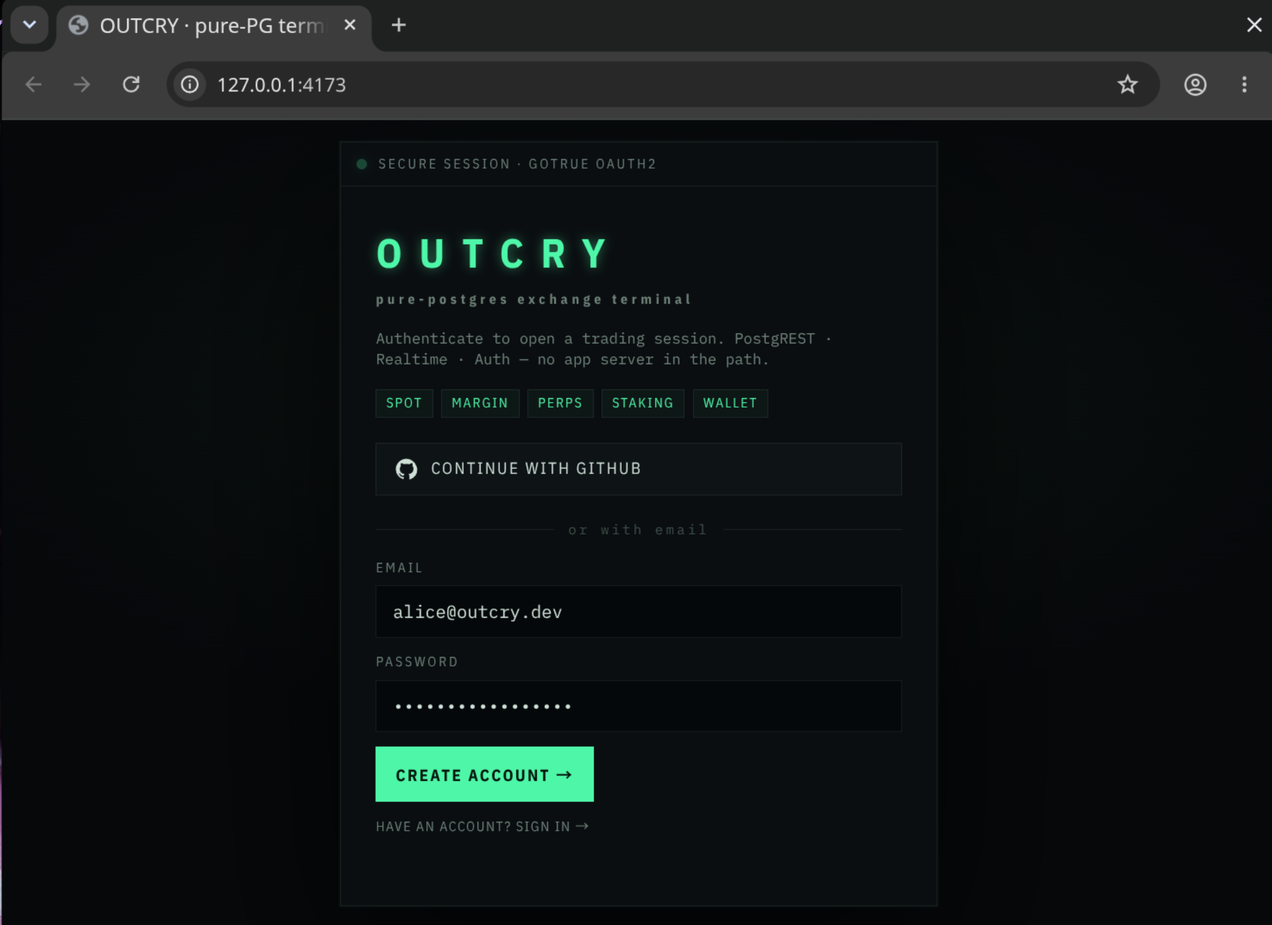 OUTCRY · pure-PG term
127.0.0.1:4173
SECURE SESSION · GOTRUE OAUTH2
OUTCRY
pure-postgres exchange terminal
Authenticate to open a trading session. PostgREST ·
Realtime · Auth — no app server in the path.
SPOT MARGIN PERPS STAKING WALLET
CONTINUE WITH GITHUB
or with email
EMAIL
alice@outcry.dev
PASSWORD
•••••••••••••••••
CREATE ACCOUNT →
HAVE AN ACCOUNT? SIGN IN →